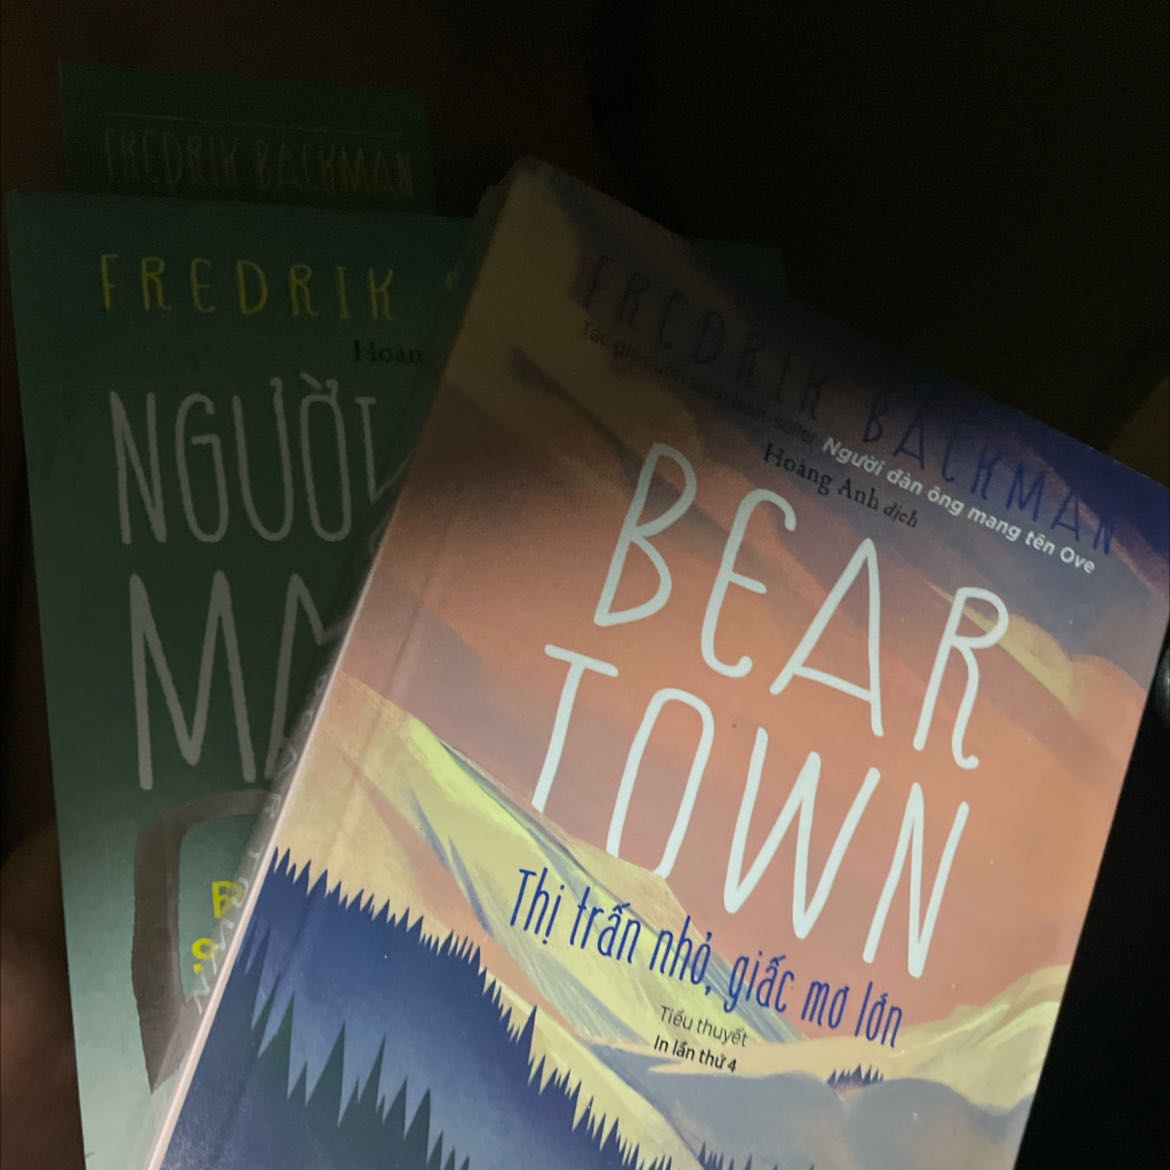 FREDRIK BACKMAN
FREDRIK
Hoàn
NGƯỜI
MA
FREDRIK BACKMAN
Tác giả cuốn sách best-seller Người đàn ông mang tên Ove
Hoàng Anh dịch
BEAR
TOWN
Thị trấn nhỏ, giấc mơ lớn
Tiểu thuyết
In lần thứ 4